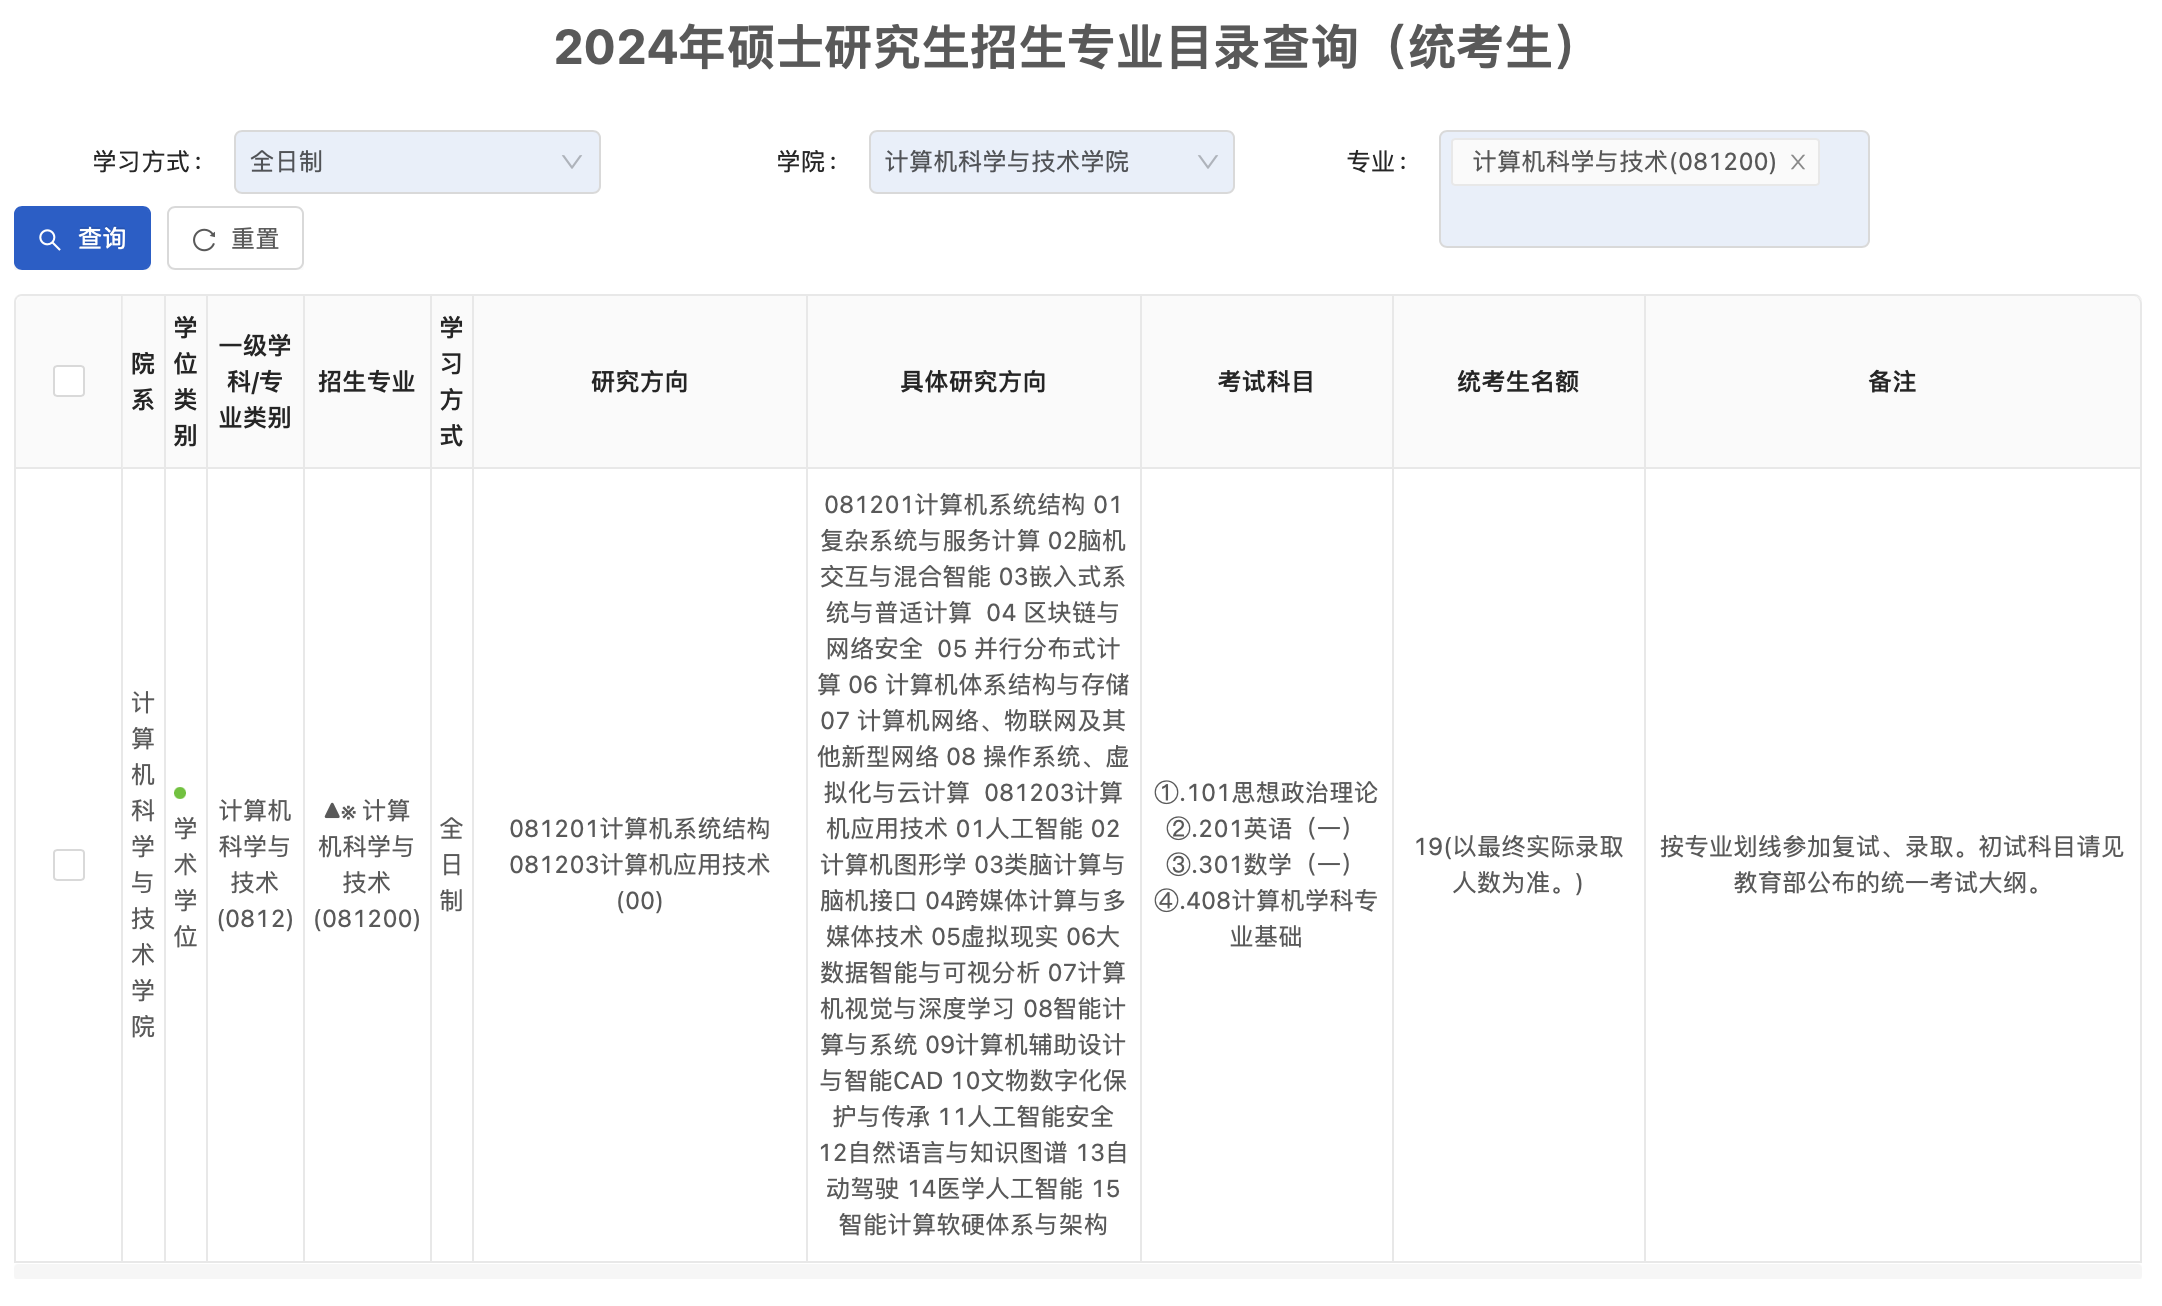 2024年硕士研究生招生专业目录查询（统考生）
学习方式：
全日制
学院：
计算机科学与技术学院
专业：
计算机科学与技术(081200)
查询
重置
院
系
学
位
类
别
一级学
科/专
业类别
招生专业
学
习
方
式
研究方向
具体研究方向
考试科目
统考生名额
备注
计
算
机
科
学
与
技
术
学
院
学
术
学
位
计算机
科学与
技术
(0812)
▲※ 计算
机科学与
技术
(081200)
全
日
制
081201计算机系统结构
081203计算机应用技术
(00)
081201计算机系统结构 01
复杂系统与服务计算 02脑机
交互与混合智能 03嵌入式系
统与普适计算 04 区块链与
网络安全 05 并行分布式计
算 06 计算机体系结构与存储
07 计算机网络、物联网及其
他新型网络 08 操作系统、虚
拟化与云计算 081203计算
机应用技术 01人工智能 02
计算机图形学 03类脑计算与
脑机接口 04跨媒体计算与多
媒体技术 05虚拟现实 06大
数据智能与可视分析 07计算
机视觉与深度学习 08智能计
算与系统 09计算机辅助设计
与智能CAD 10文物数字化保
护与传承 11人工智能安全
12自然语言与知识图谱 13自
动驾驶 14医学人工智能 15
智能计算软硬体系与架构
①.101思想政治理论
②.201英语（一）
③.301数学（一）
④.408计算机学科专
业基础
19(以最终实际录取
人数为准。)
按专业划线参加复试、录取。初试科目请见
教育部公布的统一考试大纲。